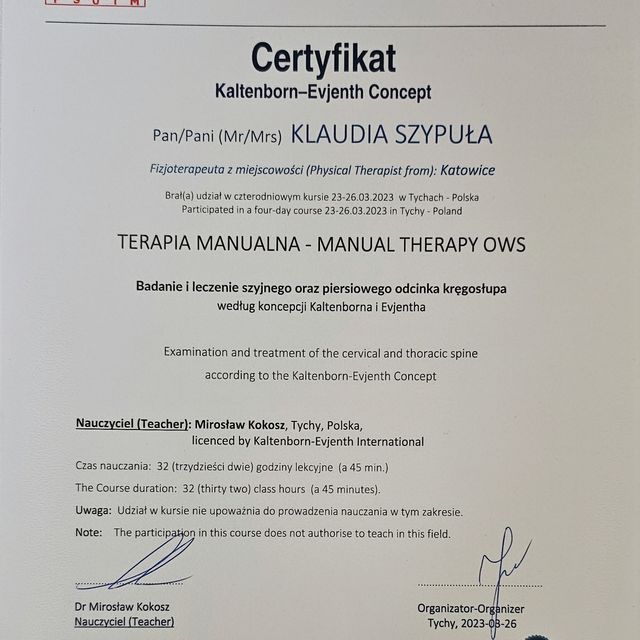 Certyfikat
Kaltenborn–Evjenth Concept
Pan/Pani (Mr/Mrs) KLAUDIA SZYPUŁA
Fizjoterapeuta z miejscowości (Physical Therapist from): Katowice
Brał(a) udział w czterodniowym kursie 23-26.03.2023 w Tychach - Polska
Participated in a four-day course 23-26.03.2023 in Tychy - Poland
TERAPIA MANUALNA - MANUAL THERAPY OWS
Badanie i leczenie szyjnego oraz piersiowego odcinka kręgosłupa
według koncepcji Kaltenborna i Evjentha
Examination and treatment of the cervical and thoracic spine
according to the Kaltenborn-Evjenth Concept
Nauczyciel (Teacher): Mirosław Kokosz, Tychy, Polska,
licenced by Kaltenborn-Evjenth International
Czas nauczania: 32 (trzydzieści dwie) godziny lekcyjne (a 45 min.)
The Course duration: 32 (thirty two) class hours (a 45 minutes).
Uwaga: Udział w kursie nie upoważnia do prowadzenia nauczania w tym zakresie.
Note: The participation in this course does not authorise to teach in this field.
Dr Mirosław Kokosz
Nauczyciel (Teacher)
Organizator-Organizer
Tychy, 2023-03-26